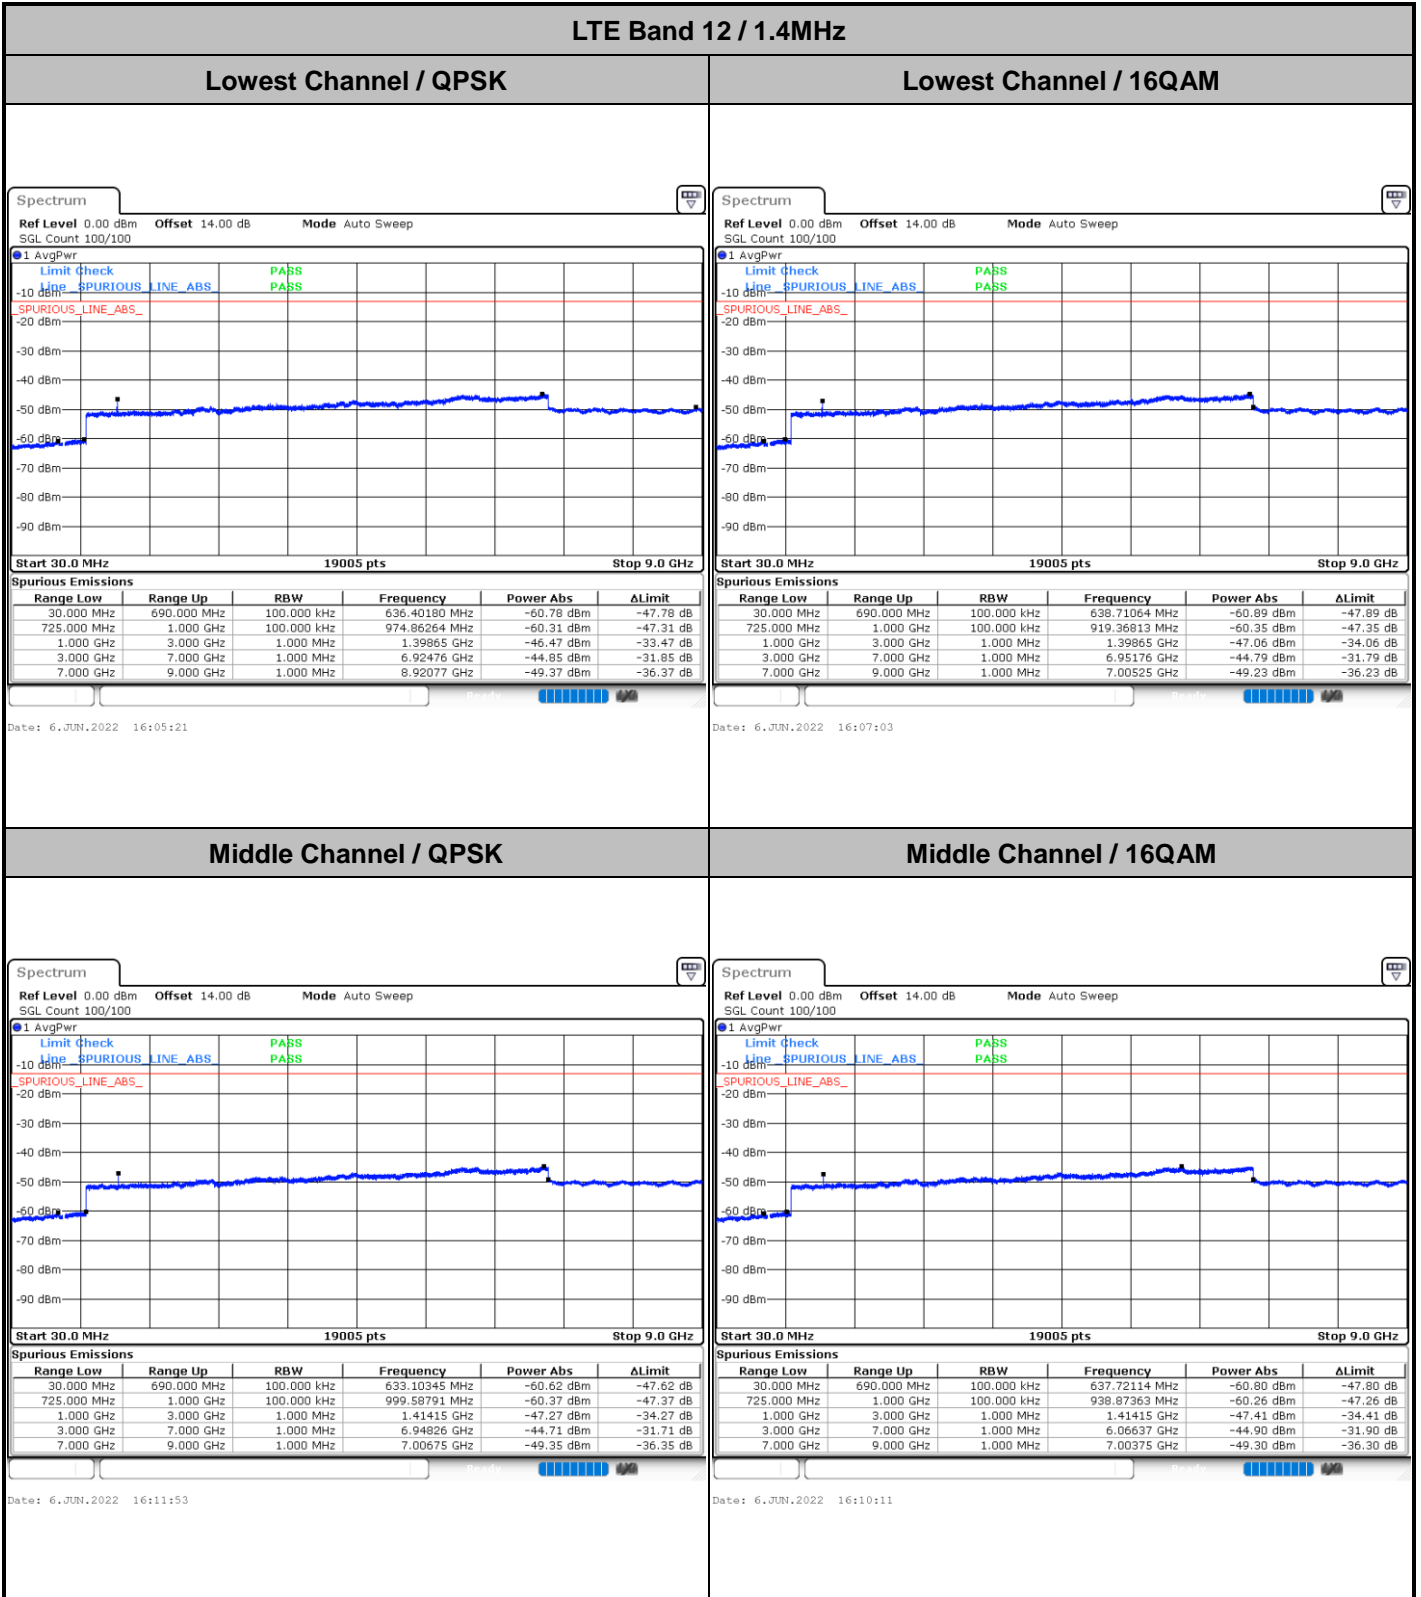 LTE Band 12 / 1.4MHz
Lowest Channel / QPSK
Lowest Channel / 16QAM
Spectrum
Ref Level 0.00 dBm Offset 14.00 dB Mode Auto Sweep
SGL Count 100/100
1 AvgPwr
Limit Check PASS
Line _SPURIOUS_LINE_ABS_ PASS
-10 dBm
_SPURIOUS_LINE_ABS_
-20 dBm
-30 dBm
-40 dBm
-50 dBm
-60 dBm
-70 dBm
-80 dBm
-90 dBm
Start 30.0 MHz 19005 pts Stop 9.0 GHz
Spurious Emissions
Range Low Range Up RBW Frequency Power Abs ΔLimit
30.000 MHz 690.000 MHz 100.000 kHz 636.40180 MHz -60.78 dBm -47.78 dB
725.000 MHz 1.000 GHz 100.000 kHz 974.86264 MHz -60.31 dBm -47.31 dB
1.000 GHz 3.000 GHz 1.000 MHz 1.39865 GHz -46.47 dBm -33.47 dB
3.000 GHz 7.000 GHz 1.000 MHz 6.92476 GHz -44.85 dBm -31.85 dB
7.000 GHz 9.000 GHz 1.000 MHz 8.92077 GHz -49.37 dBm -36.37 dB
Ready
Date: 6.JUN.2022 16:05:21
Spectrum
Ref Level 0.00 dBm Offset 14.00 dB Mode Auto Sweep
SGL Count 100/100
1 AvgPwr
Limit Check PASS
Line _SPURIOUS_LINE_ABS_ PASS
-10 dBm
_SPURIOUS_LINE_ABS_
-20 dBm
-30 dBm
-40 dBm
-50 dBm
-60 dBm
-70 dBm
-80 dBm
-90 dBm
Start 30.0 MHz 19005 pts Stop 9.0 GHz
Spurious Emissions
Range Low Range Up RBW Frequency Power Abs ΔLimit
30.000 MHz 690.000 MHz 100.000 kHz 638.71064 MHz -60.89 dBm -47.89 dB
725.000 MHz 1.000 GHz 100.000 kHz 919.36813 MHz -60.35 dBm -47.35 dB
1.000 GHz 3.000 GHz 1.000 MHz 1.39865 GHz -47.06 dBm -34.06 dB
3.000 GHz 7.000 GHz 1.000 MHz 6.95176 GHz -44.79 dBm -31.79 dB
7.000 GHz 9.000 GHz 1.000 MHz 7.00525 GHz -49.23 dBm -36.23 dB
Ready
Date: 6.JUN.2022 16:07:03
Middle Channel / QPSK
Middle Channel / 16QAM
Spectrum
Ref Level 0.00 dBm Offset 14.00 dB Mode Auto Sweep
SGL Count 100/100
1 AvgPwr
Limit Check PASS
Line _SPURIOUS_LINE_ABS_ PASS
-10 dBm
_SPURIOUS_LINE_ABS_
-20 dBm
-30 dBm
-40 dBm
-50 dBm
-60 dBm
-70 dBm
-80 dBm
-90 dBm
Start 30.0 MHz 19005 pts Stop 9.0 GHz
Spurious Emissions
Range Low Range Up RBW Frequency Power Abs ΔLimit
30.000 MHz 690.000 MHz 100.000 kHz 633.10345 MHz -60.62 dBm -47.62 dB
725.000 MHz 1.000 GHz 100.000 kHz 999.58791 MHz -60.37 dBm -47.37 dB
1.000 GHz 3.000 GHz 1.000 MHz 1.41415 GHz -47.27 dBm -34.27 dB
3.000 GHz 7.000 GHz 1.000 MHz 6.94826 GHz -44.71 dBm -31.71 dB
7.000 GHz 9.000 GHz 1.000 MHz 7.00675 GHz -49.35 dBm -36.35 dB
Ready
Date: 6.JUN.2022 16:11:53
Spectrum
Ref Level 0.00 dBm Offset 14.00 dB Mode Auto Sweep
SGL Count 100/100
1 AvgPwr
Limit Check PASS
Line _SPURIOUS_LINE_ABS_ PASS
-10 dBm
_SPURIOUS_LINE_ABS_
-20 dBm
-30 dBm
-40 dBm
-50 dBm
-60 dBm
-70 dBm
-80 dBm
-90 dBm
Start 30.0 MHz 19005 pts Stop 9.0 GHz
Spurious Emissions
Range Low Range Up RBW Frequency Power Abs ΔLimit
30.000 MHz 690.000 MHz 100.000 kHz 637.72114 MHz -60.80 dBm -47.80 dB
725.000 MHz 1.000 GHz 100.000 kHz 938.87363 MHz -60.26 dBm -47.26 dB
1.000 GHz 3.000 GHz 1.000 MHz 1.41415 GHz -47.41 dBm -34.41 dB
3.000 GHz 7.000 GHz 1.000 MHz 6.06637 GHz -44.90 dBm -31.90 dB
7.000 GHz 9.000 GHz 1.000 MHz 7.00375 GHz -49.30 dBm -36.30 dB
Ready
Date: 6.JUN.2022 16:10:11